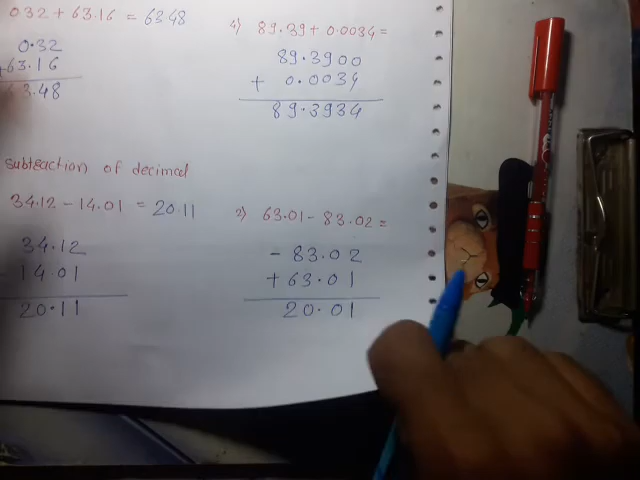 0.32 + 63.16 = 63.48
0.32
+63.16
63.48
4) 89.39 + 0.0034 =
89.3900
+ 0.0034
89.3934
subtraction of decimal
34.12 - 14.01 = 20.11
34.12
14.01
20.11
2) 63.01 - 83.02 =
- 83.02
+ 63.01
20.01